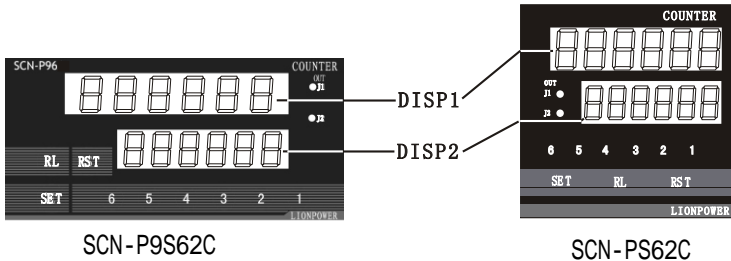 SCN-P96
COUNTER
OUT
J1
J2
RL RST
SET 6 5 4 3 2 1
LIONPOWER
SCN-P9S62C
DISP1
DISP2
COUNTER
OUT
J1
J2
6 5 4 3 2 1
SET RL RST
LIONPOWER
SCN-PS62C